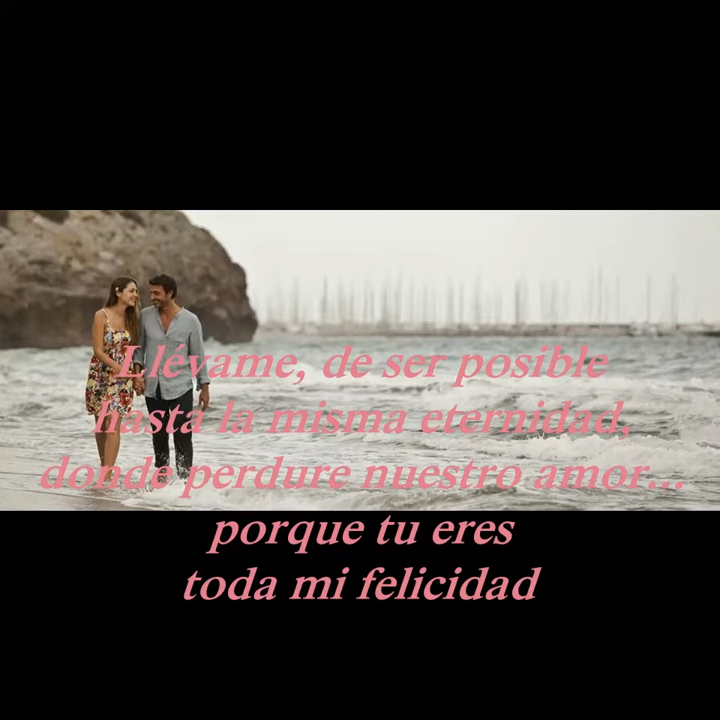 Llévame, de ser posible
hasta la misma eternidad,
donde perdure nuestro amor...
porque tu eres
toda mi felicidad